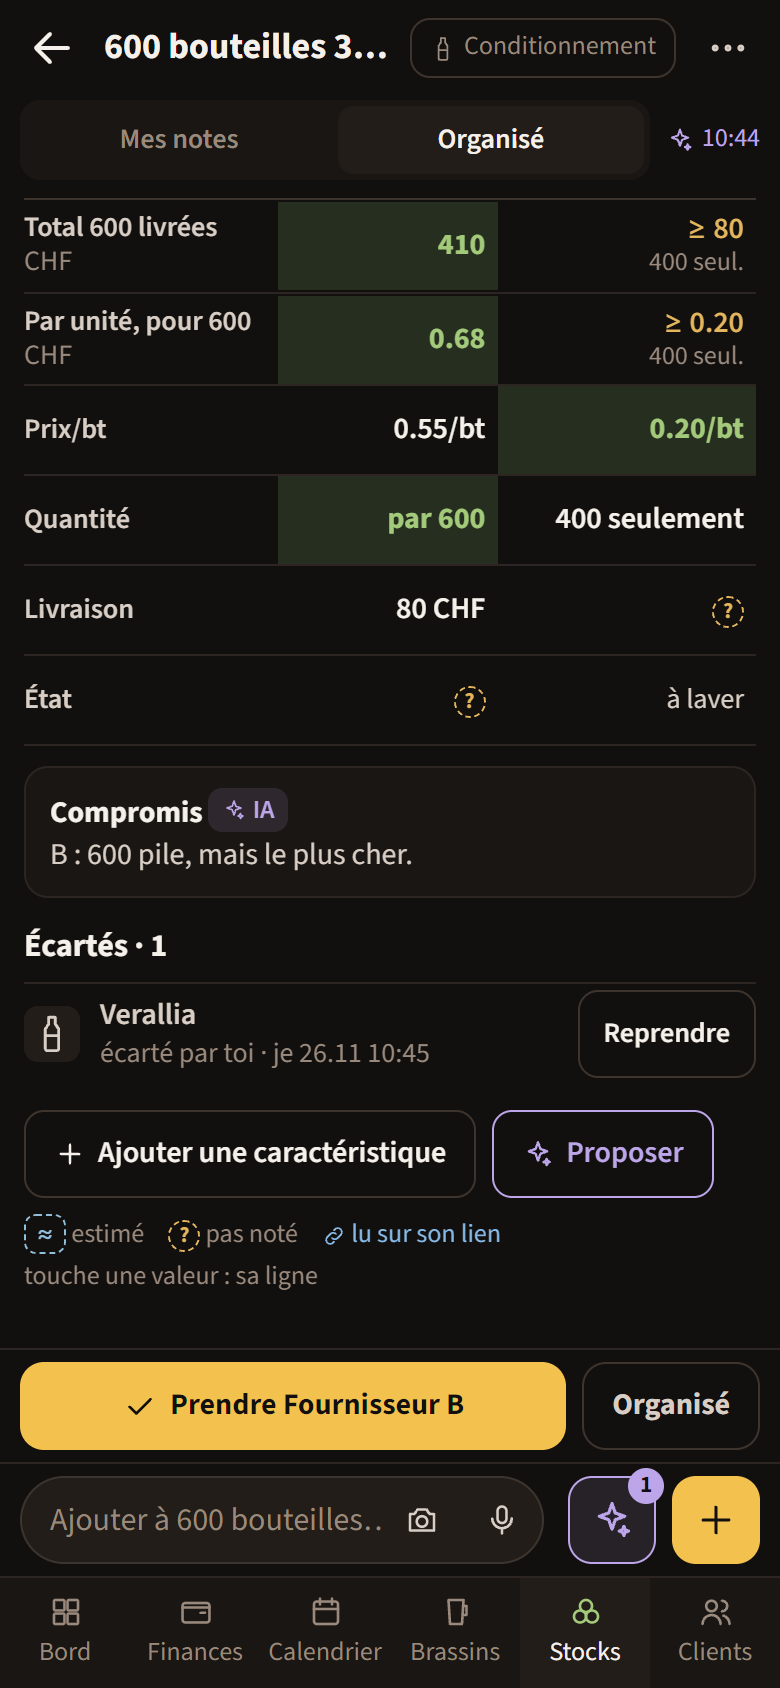 600 bouteilles 3…
Conditionnement
Mes notes
Organisé
10:44
Total 600 livrées
CHF
410
≥ 80
400 seul.
Par unité, pour 600
CHF
0.68
≥ 0.20
400 seul.
Prix/bt
0.55/bt
0.20/bt
Quantité
par 600
400 seulement
Livraison
80 CHF
?
État
?
à laver
Compromis
IA
B : 600 pile, mais le plus cher.
Écartés · 1
Verallia
écarté par toi · je 26.11 10:45
Reprendre
+ Ajouter une caractéristique
Proposer
≈ estimé
? pas noté
lu sur son lien
touche une valeur : sa ligne
Prendre Fournisseur B
Organisé
Ajouter à 600 bouteilles…
1
Bord
Finances
Calendrier
Brassins
Stocks
Clients